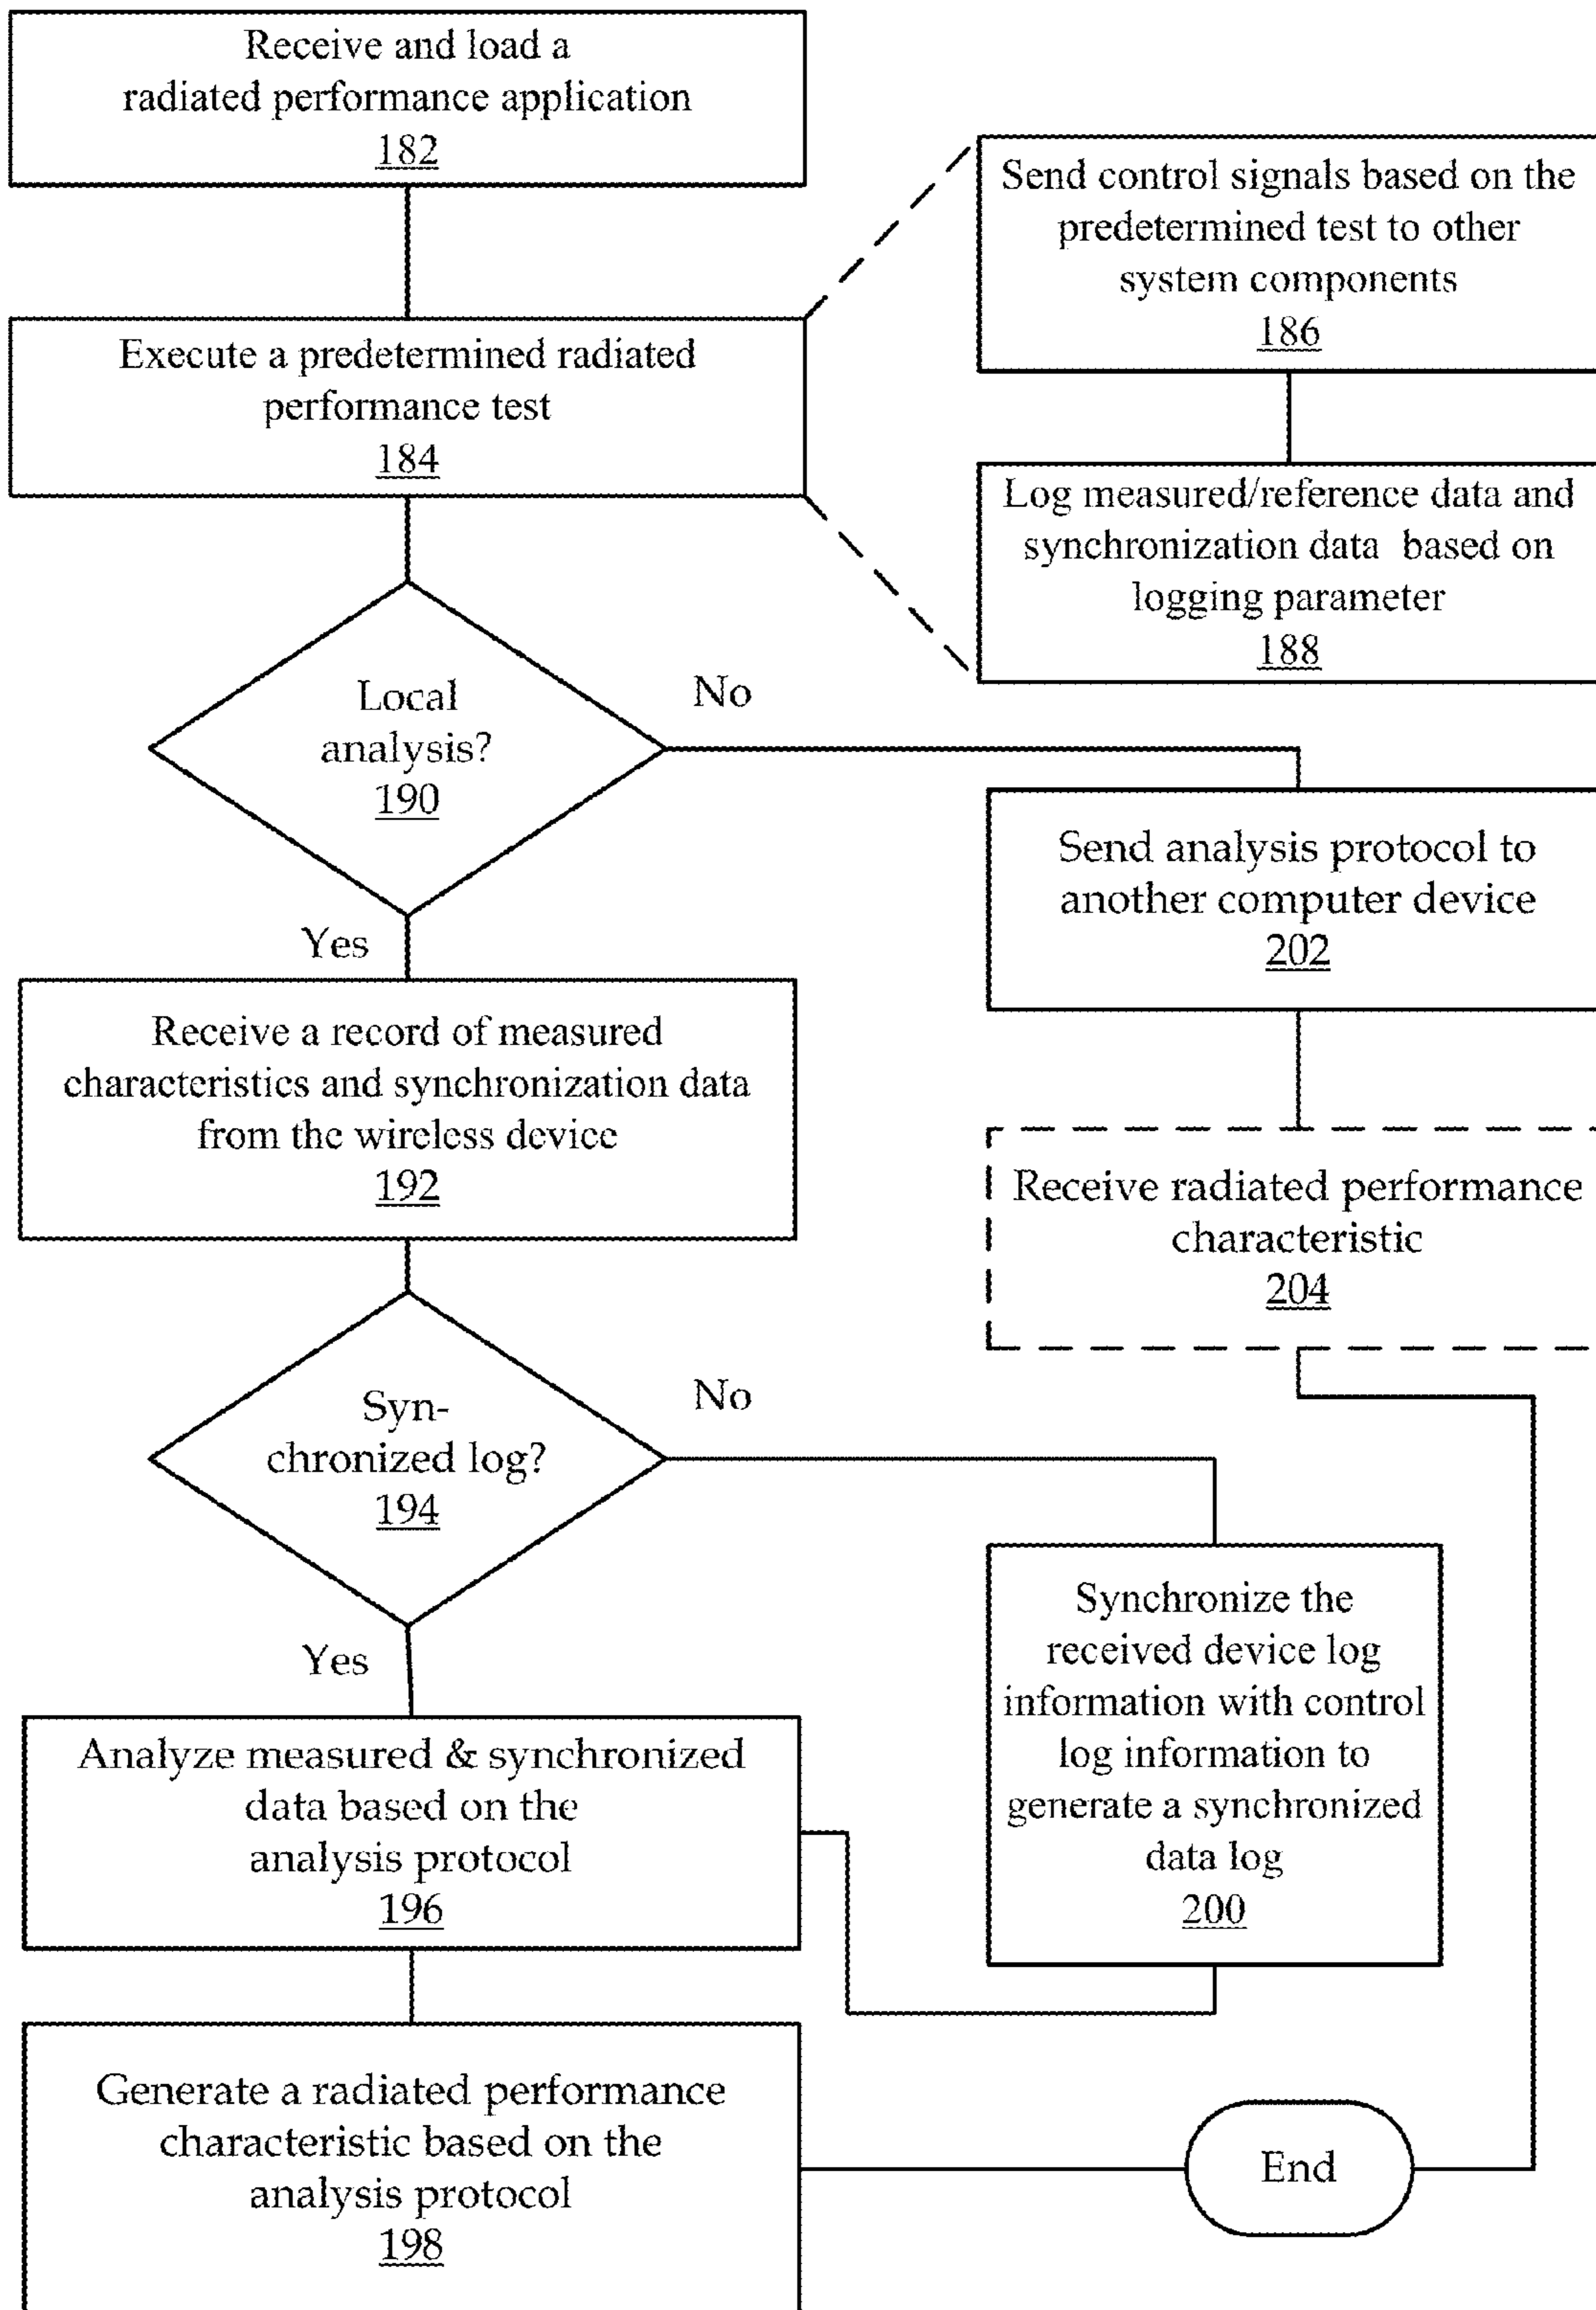 Receive and load a
radiated performance application
182
Send control signals based on the
predetermined test to other
system components
186
Execute a predetermined radiated
performance test
184
Log measured/reference data and
synchronization data based on
logging parameter
188
Local
analysis?
190
No
Yes
Send analysis protocol to
another computer device
202
Receive a record of measured
characteristics and synchronization data
from the wireless device
192
Receive radiated performance
characteristic
204
Syn-
chronized log?
194
No
Yes
Synchronize the
received device log
information with control
log information to
generate a synchronized
data log
200
Analyze measured & synchronized
data based on the
analysis protocol
196
Generate a radiated performance
characteristic based on the
analysis protocol
198
End